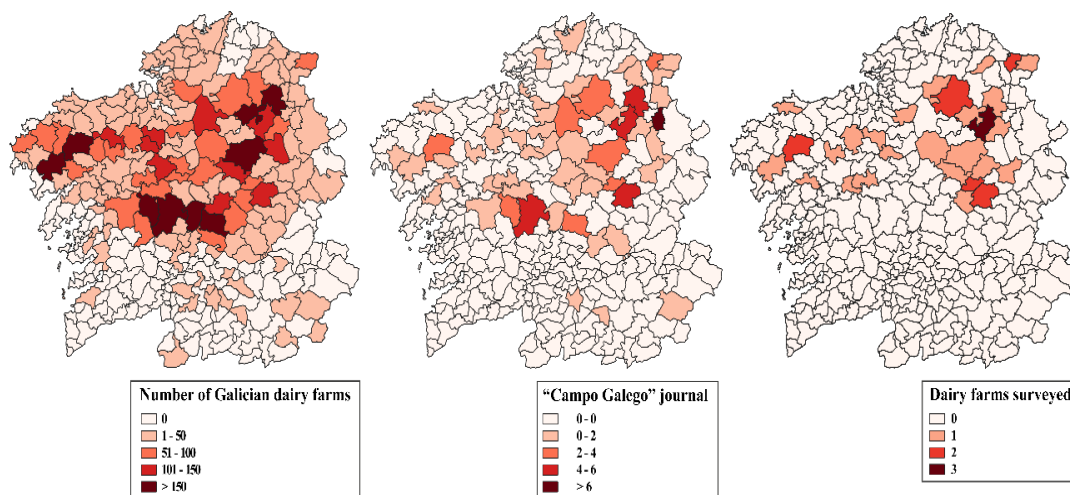 Number of Galician dairy farms
0
1 - 50
51 - 100
101 - 150
> 150
“Campo Galego” journal
0 - 0
0 - 2
2 - 4
4 - 6
> 6
Dairy farms surveyed
0
1
2
3